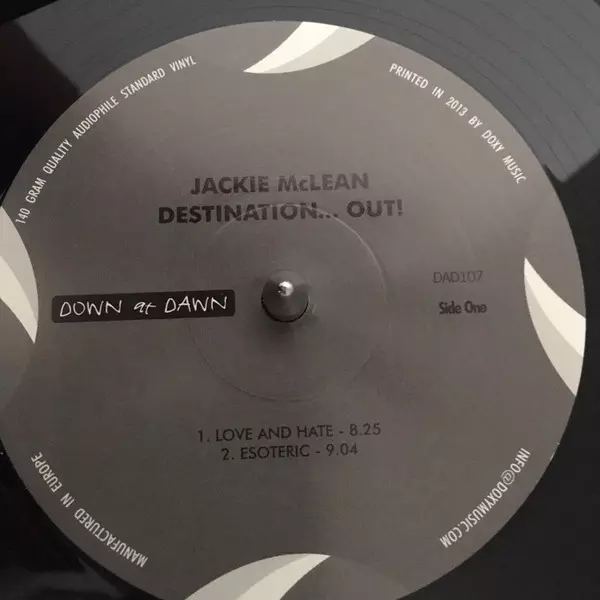 140 GRAM QUALITY AUDIOPHILE STANDARD VINYL
PRINTED IN 2013 BY DOXY MUSIC
JACKIE McLEAN
DESTINATION... OUT!
DAD107
DOWN at DAWN
Side One
1. LOVE AND HATE - 8.25
2. ESOTERIC - 9.04
MANUFACTURED IN EUROPE
INFO@DOXYMUSIC.COM